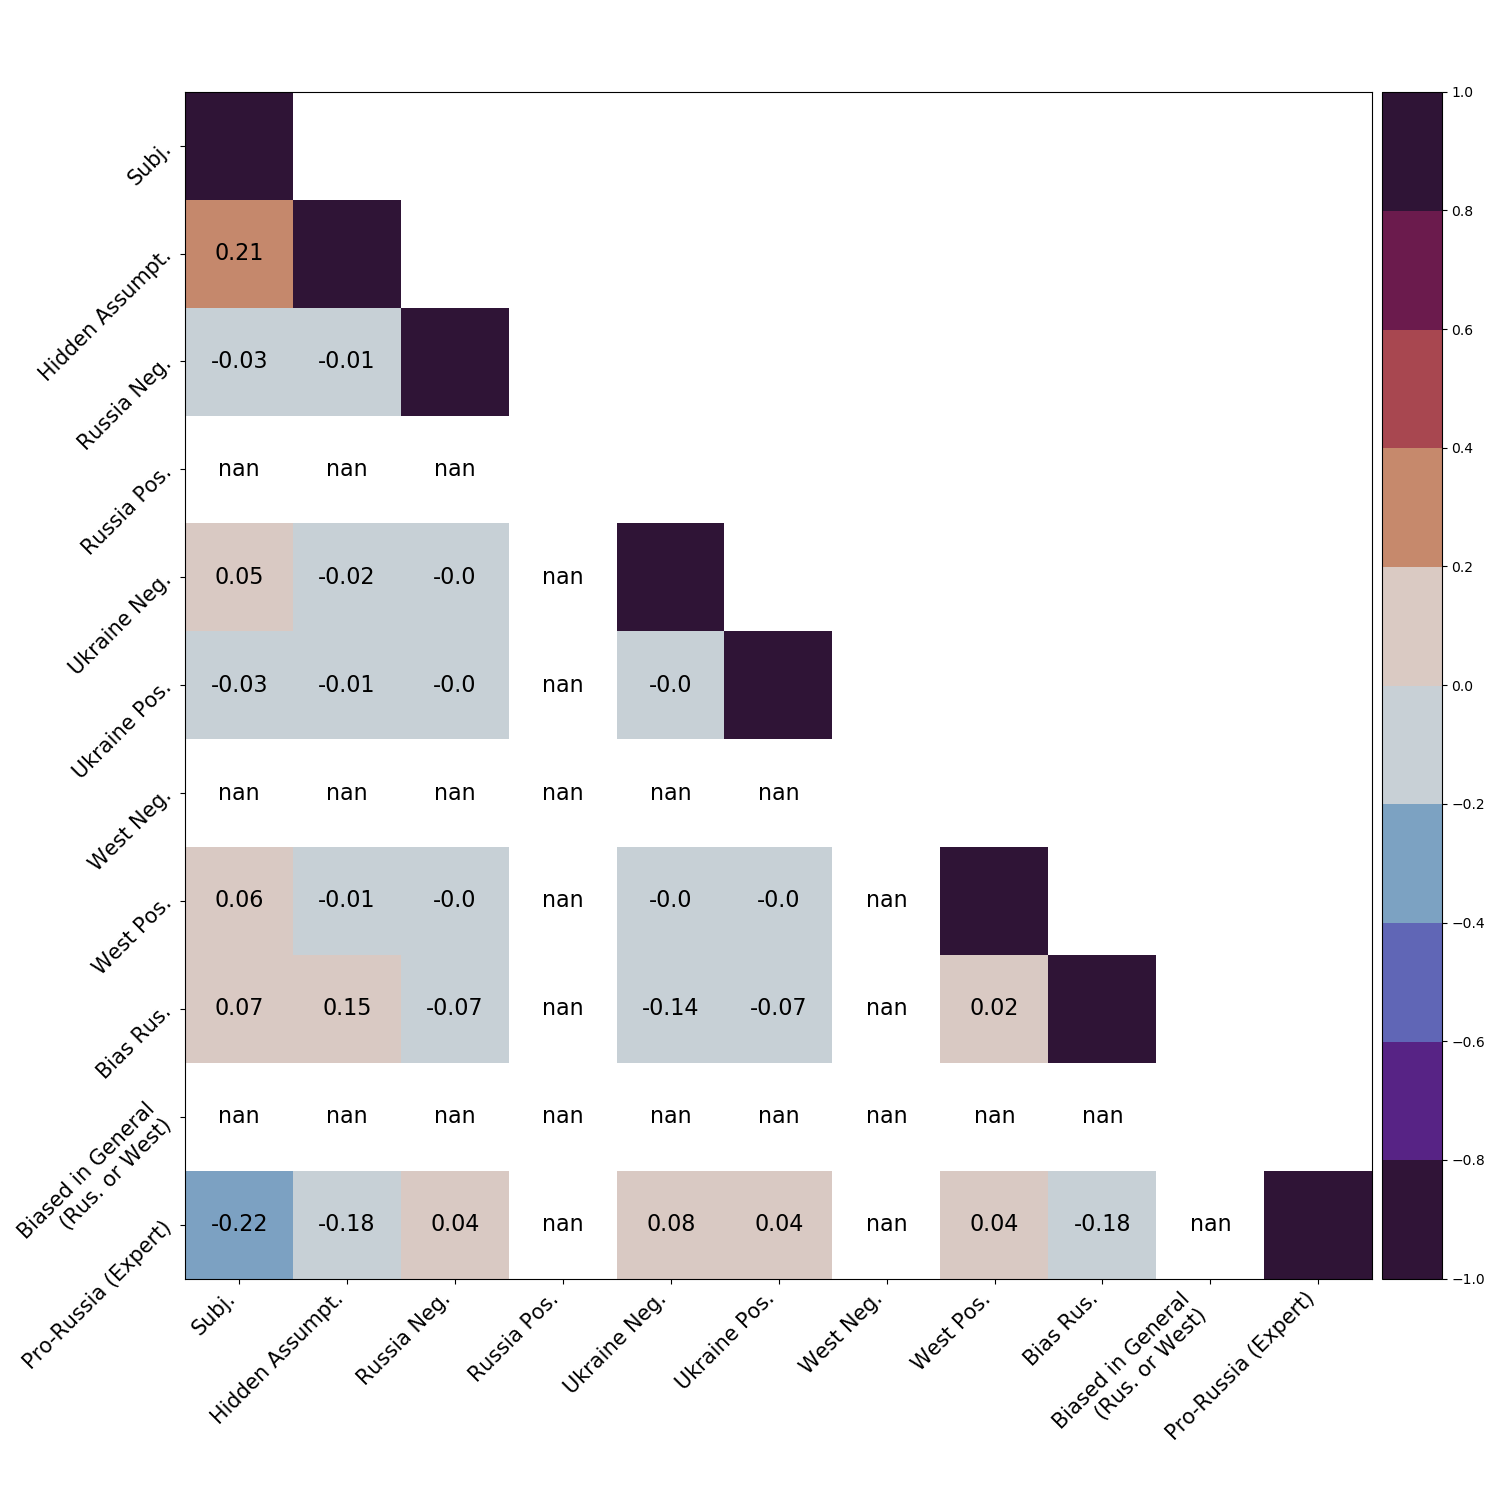 1.0
0.8
0.6
0.4
0.2
0.0
−0.2
−0.4
−0.6
−0.8
−1.0
Subj.
Hidden Assumpt. 0.21
Russia Neg. -0.03 -0.01
Russia Pos. nan nan nan
Ukraine Neg. 0.05 -0.02 -0.0 nan
Ukraine Pos. -0.03 -0.01 -0.0 nan -0.0
West Neg. nan nan nan nan nan nan
West Pos. 0.06 -0.01 -0.0 nan -0.0 -0.0 nan
Bias Rus. 0.07 0.15 -0.07 nan -0.14 -0.07 nan 0.02
Biased in General
(Rus. or West) nan nan nan nan nan nan nan nan nan
Pro-Russia (Expert) -0.22 -0.18 0.04 nan 0.08 0.04 nan 0.04 -0.18 nan
Subj.
Hidden Assumpt.
Russia Neg.
Russia Pos.
Ukraine Neg.
Ukraine Pos.
West Neg.
West Pos.
Bias Rus.
Biased in General
(Rus. or West)
Pro-Russia (Expert)